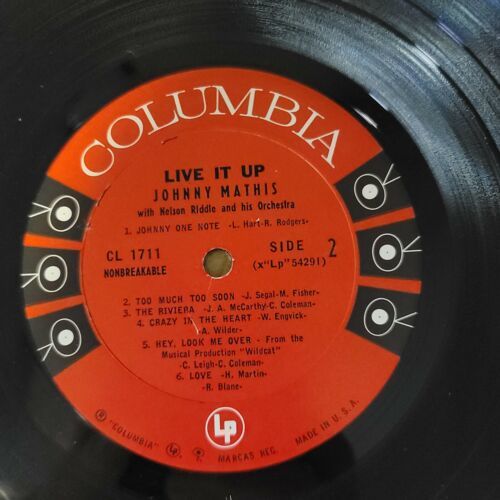 COLUMBIA
LIVE IT UP
JOHNNY MATHIS
with Nelson Riddle and his Orchestra
1. JOHNNY ONE NOTE -L. Hart-R. Rodgers-
CL 1711
NONBREAKABLE
SIDE 2
(x"Lp"54291)
2. TOO MUCH TOO SOON -J. Segal-M. Fisher-
3. THE RIVIERA -J. A. McCarthy-C. Coleman-
4. CRAZY IN THE HEART -W. Engvick-
A. Wilder-
5. HEY, LOOK ME OVER - From the
Musical Production "Wildcat"
-C. Leigh-C. Coleman-
6. LOVE -H. Martin-
-R. Blane-
Lp
® "COLUMBIA" MARCAS REG. MADE IN U. S. A.